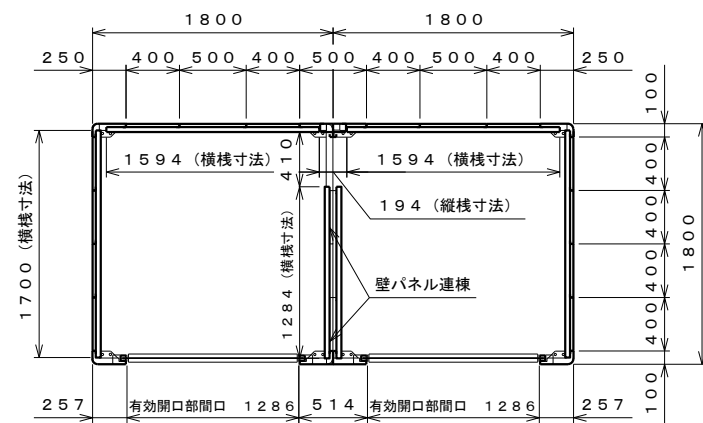 １８００ １８００
２５０ ４００ ５００ ４００ ５００ ４００ ５００ ４００ ２５０
１００
１５９４（横桟寸法） ４１０ １５９４（横桟寸法）
４００
１９４（縦桟寸法）
４００
１７００（横桟寸法）
１２８４（横桟寸法）
１８００
壁パネル連棟
４００
４００
１００
２５７ 有効開口部間口 １２８６ ５１４ 有効開口部間口 １２８６ ２５７